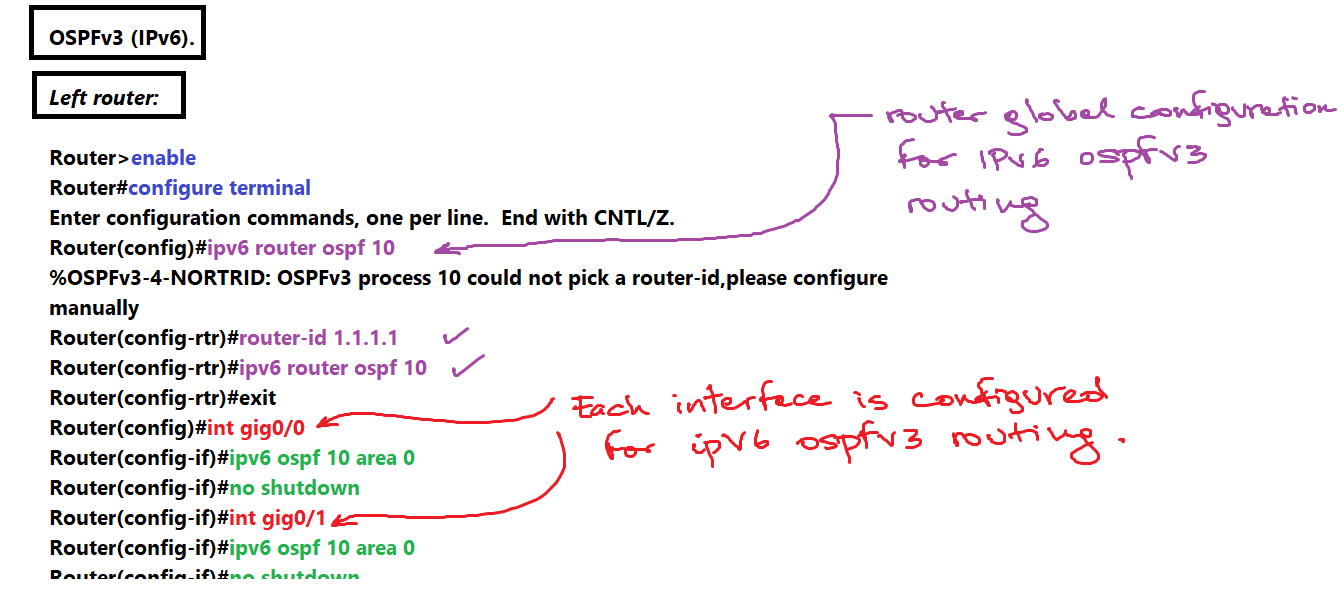 OSPFv3 (IPv6).
Left router:
router global configuration
for IPv6 ospfv3
routing
Router>enable
Router#configure terminal
Enter configuration commands, one per line.  End with CNTL/Z.
Router(config)#ipv6 router ospf 10
%OSPFv3-4-NORTRID: OSPFv3 process 10 could not pick a router-id,please configure
manually
Router(config-rtr)#router-id 1.1.1.1
Router(config-rtr)#ipv6 router ospf 10
Router(config-rtr)#exit
Each interface is configured
for ipv6 ospfv3 routing.
Router(config)#int gig0/0
Router(config-if)#ipv6 ospf 10 area 0
Router(config-if)#no shutdown
Router(config-if)#int gig0/1
Router(config-if)#ipv6 ospf 10 area 0
Router(config-if)#no shutdown